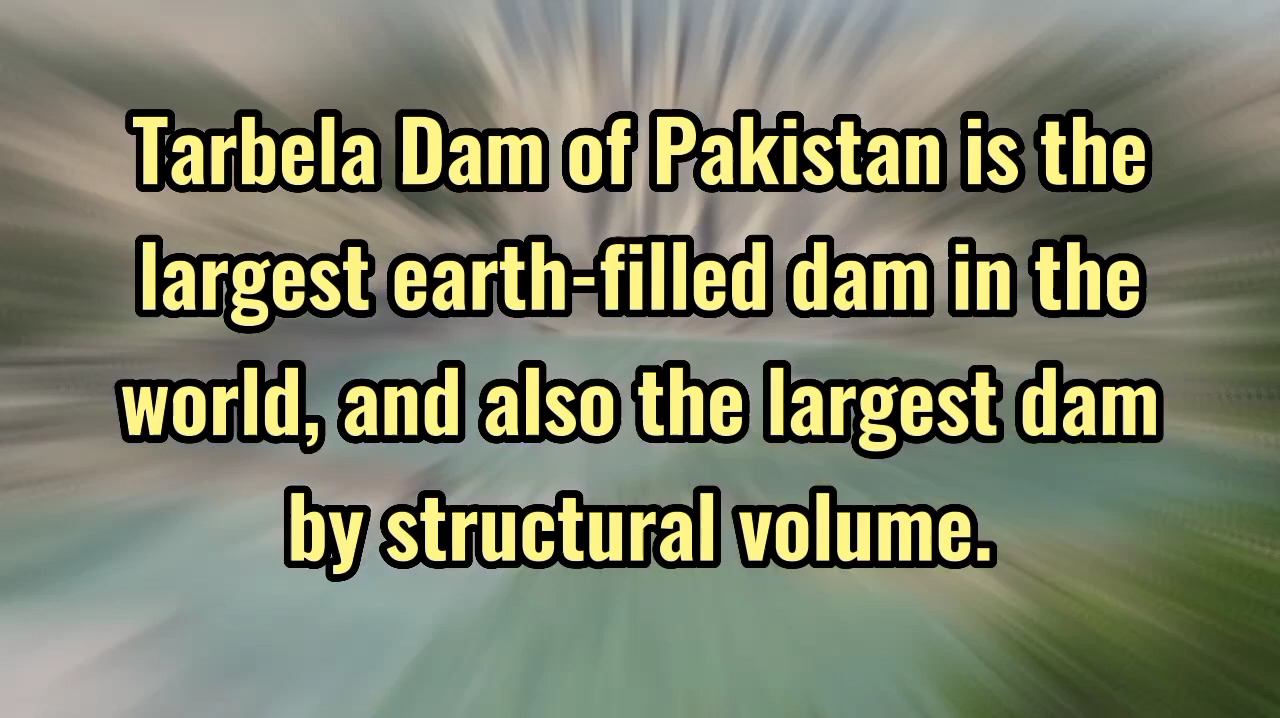 Tarbela Dam of Pakistan is the
largest earth-filled dam in the
world, and also the largest dam
by structural volume.